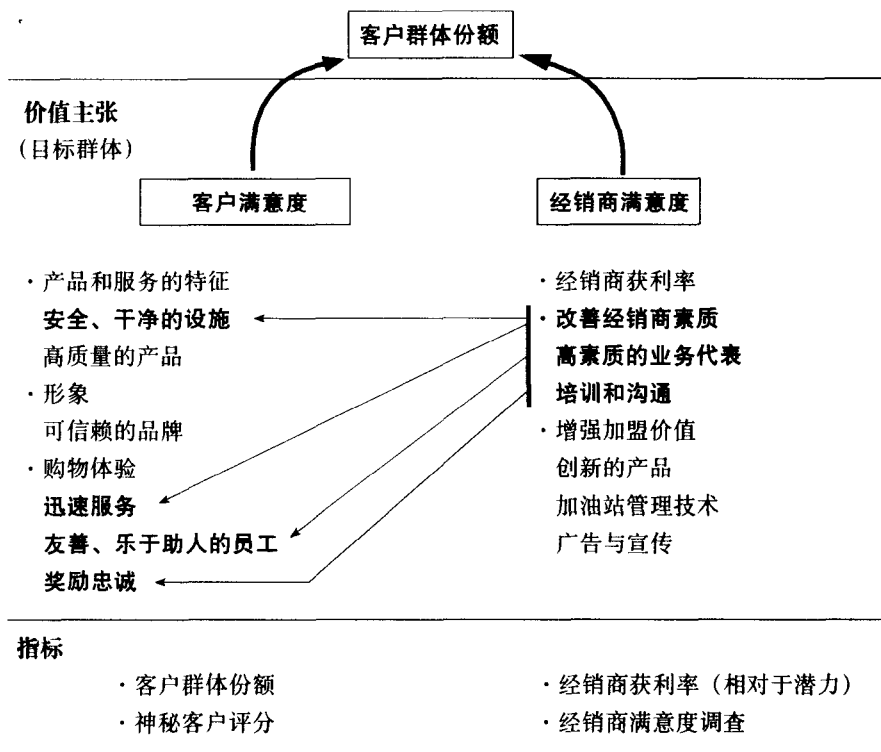 客户群体份额
价值主张
(目标群体)
客户满意度
经销商满意度
·产品和服务的特征
安全、干净的设施
高质量的产品
·形象
可信赖的品牌
·购物体验
迅速服务
友善、乐于助人的员工
奖励忠诚
·经销商获利率
·改善经销商素质
高素质的业务代表
培训和沟通
·增强加盟价值
创新的产品
加油站管理技术
广告与宣传
指标
·客户群体份额
·神秘客户评分
·经销商获利率（相对于潜力）
·经销商满意度调查